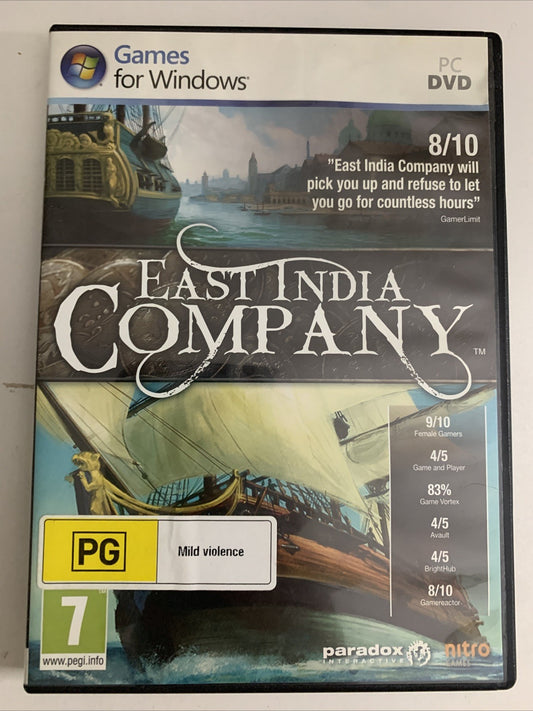 Games
for Windows®
PC
DVD
8/10
"East India Company will
pick you up and refuse to let
you go for countless hours"
GamerLimit
EAST INDIA
COMPANY™
9/10
Female Gamers
4/5
Game and Player
83%
Game Vortex
4/5
Avault
4/5
BrightHub
8/10
Gamereactor
PG
Mild violence
7
www.pegi.info
paradox
INTERACTIVE
nitro
GAMES